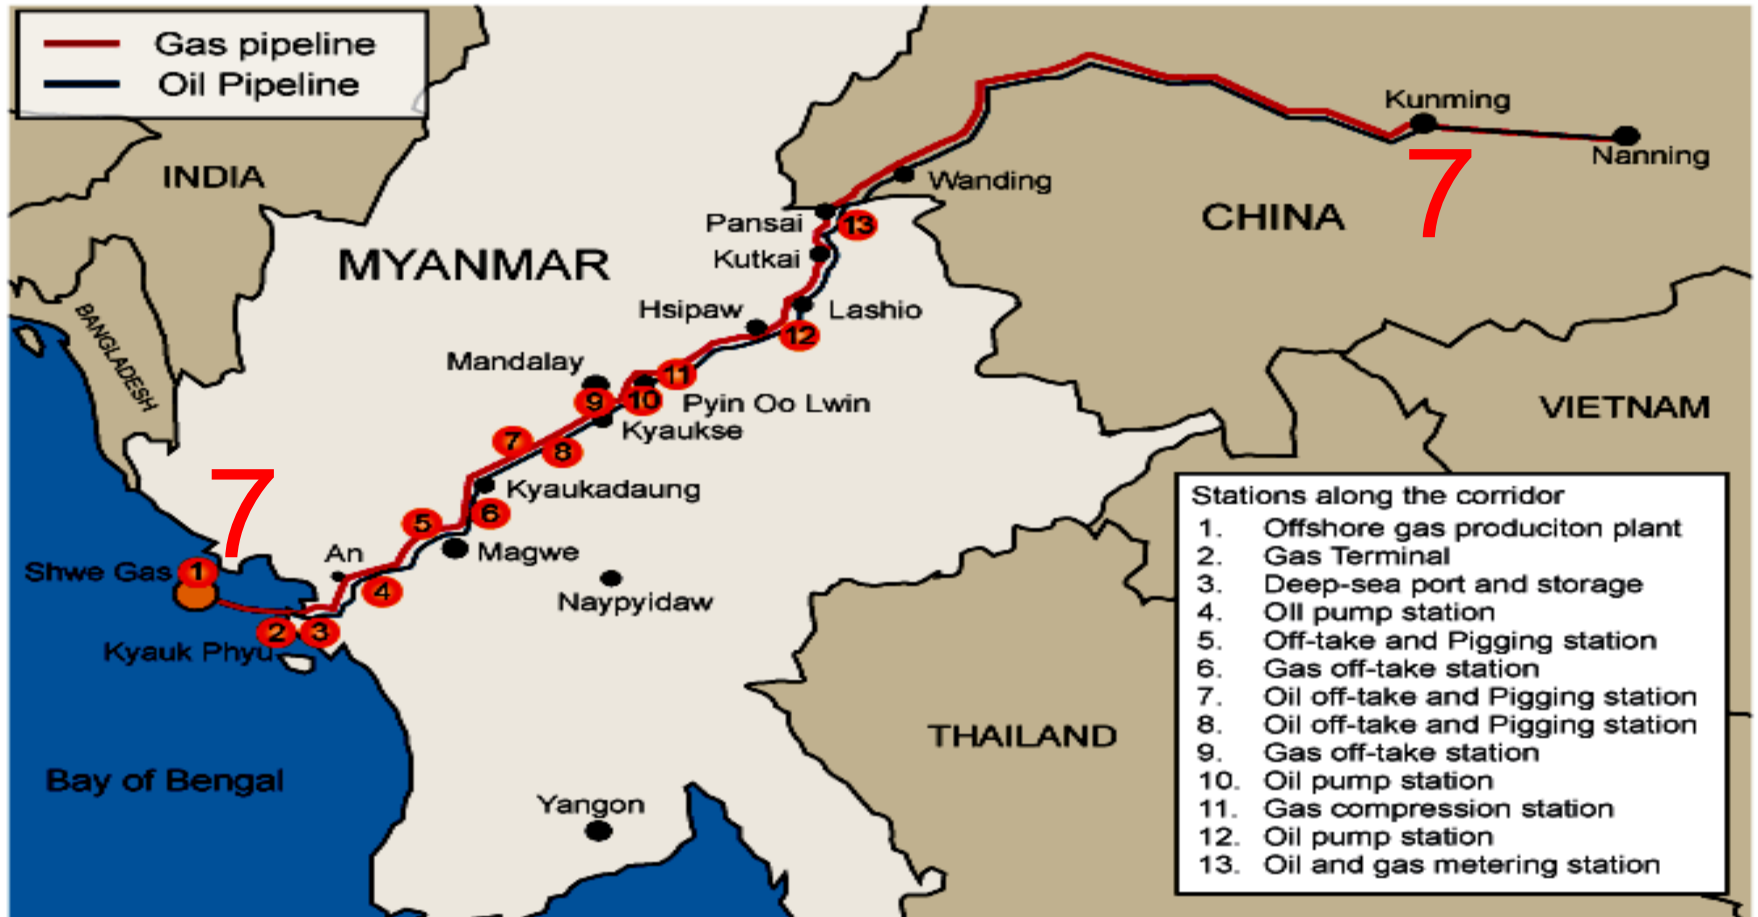 Gas pipeline
Oil Pipeline
Kunming
Nanning
INDIA
Wanding
7
CHINA
Pansai
13
Kutkai
MYANMAR
Hsipaw
Lashio
12
BANGLADESH
Mandalay
11
9
10
Pyin Oo Lwin
Kyaukse
VIETNAM
7
8
Kyaukadaung
7
5
6
An
Magwe
Shwe Gas
1
4
Naypyidaw
2
3
Kyauk Phyu
THAILAND
Bay of Bengal
Yangon
Stations along the corridor
1. Offshore gas produciton plant
2. Gas Terminal
3. Deep-sea port and storage
4. OIl pump station
5. Off-take and Pigging station
6. Gas off-take station
7. Oil off-take and Pigging station
8. Oil off-take and Pigging station
9. Gas off-take station
10. Oil pump station
11. Gas compression station
12. Oil pump station
13. Oil and gas metering station